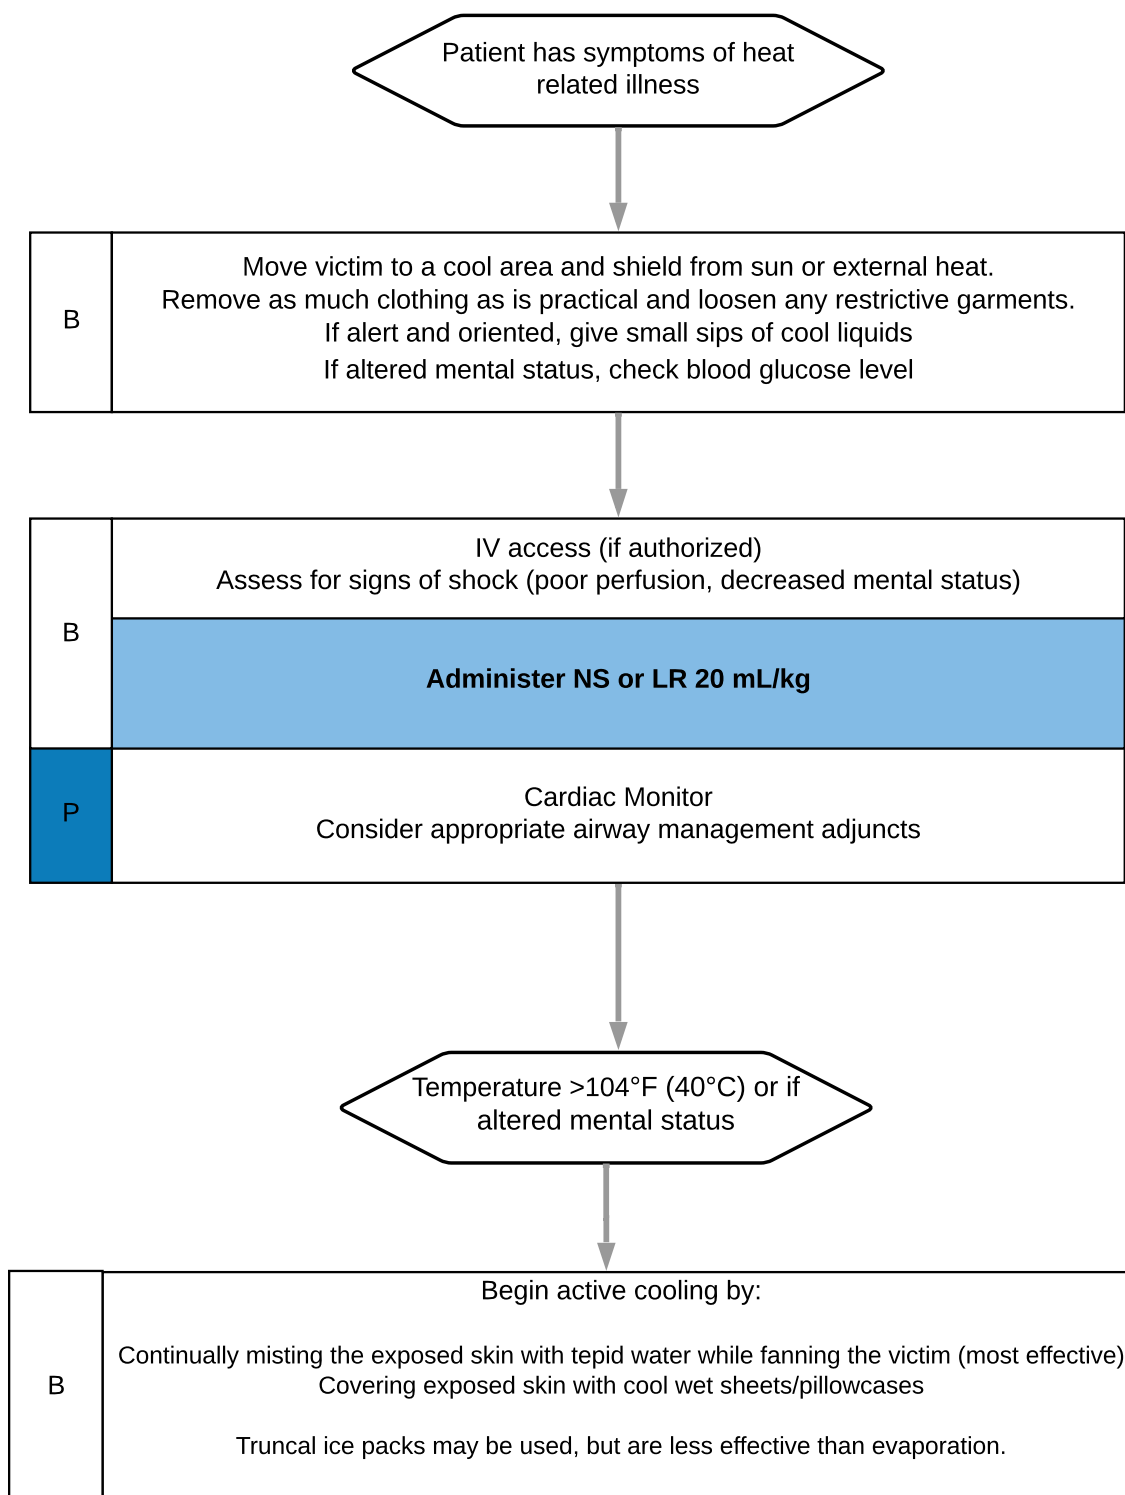 Patient has symptoms of heat
related illness
B
Move victim to a cool area and shield from sun or external heat.
Remove as much clothing as is practical and loosen any restrictive garments.
If alert and oriented, give small sips of cool liquids
If altered mental status, check blood glucose level
B
IV access (if authorized)
Assess for signs of shock (poor perfusion, decreased mental status)
Administer NS or LR 20 mL/kg
P
Cardiac Monitor
Consider appropriate airway management adjuncts
Temperature >104°F (40°C) or if
altered mental status
B
Begin active cooling by:
Continually misting the exposed skin with tepid water while fanning the victim (most effective)
Covering exposed skin with cool wet sheets/pillowcases
Truncal ice packs may be used, but are less effective than evaporation.